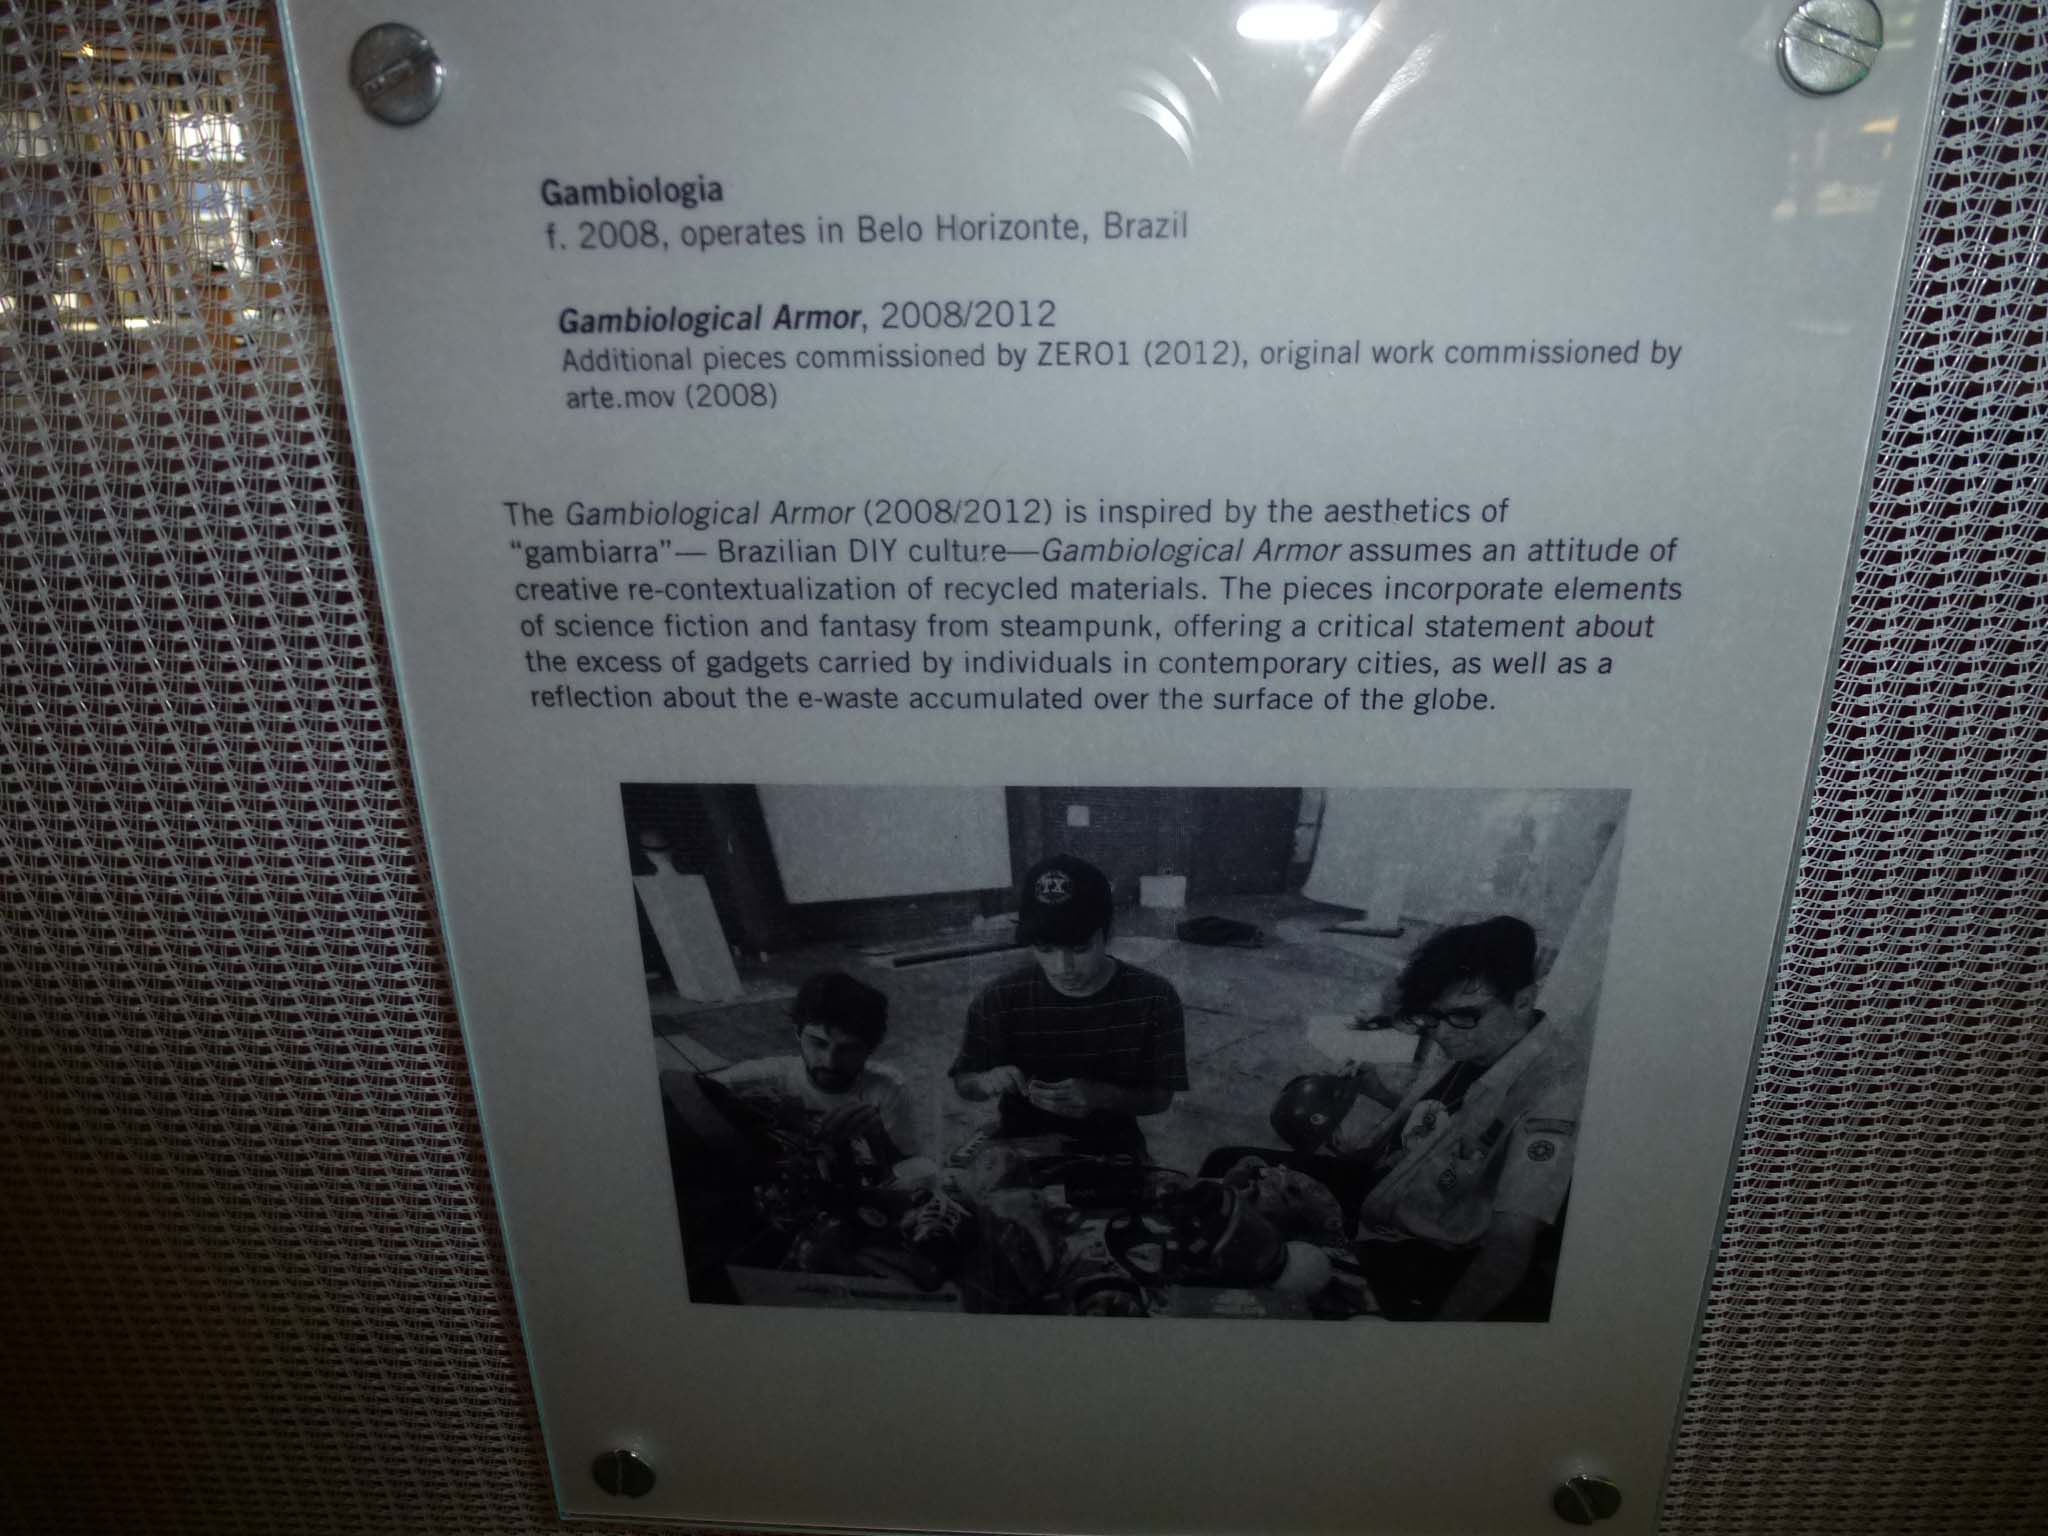 Gambiologia
f. 2008, operates in Belo Horizonte, Brazil
Gambiological Armor, 2008/2012
Additional pieces commissioned by ZERO1 (2012), original work commissioned by
arte.mov (2008)
The Gambiological Armor (2008/2012) is inspired by the aesthetics of
“gambiarra”— Brazilian DIY culture—Gambiological Armor assumes an attitude of
creative re-contextualization of recycled materials. The pieces incorporate elements
of science fiction and fantasy from steampunk, offering a critical statement about
the excess of gadgets carried by individuals in contemporary cities, as well as a
reflection about the e-waste accumulated over the surface of the globe.
TX